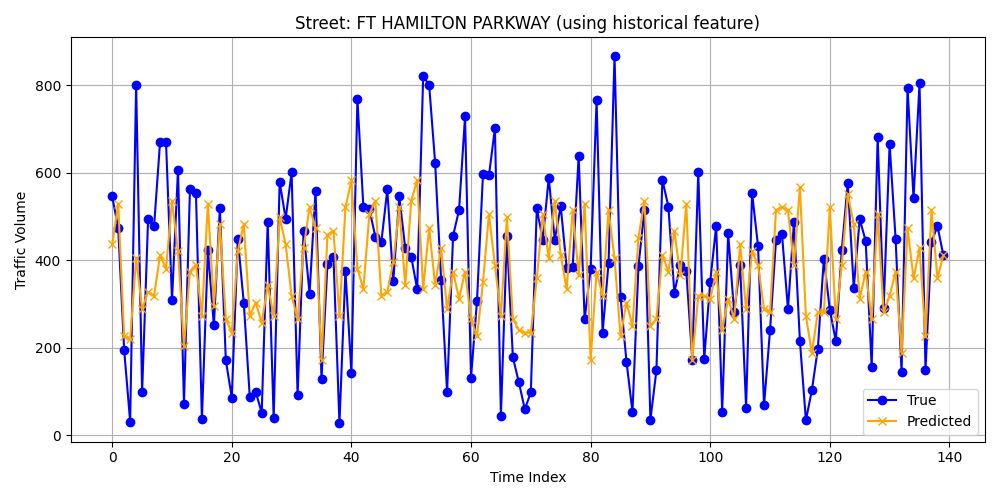 Street: FT HAMILTON PARKWAY (using historical feature)
Traffic Volume
800
600
400
200
0
0 20 40 60 80 100 120 140
Time Index
True
Predicted